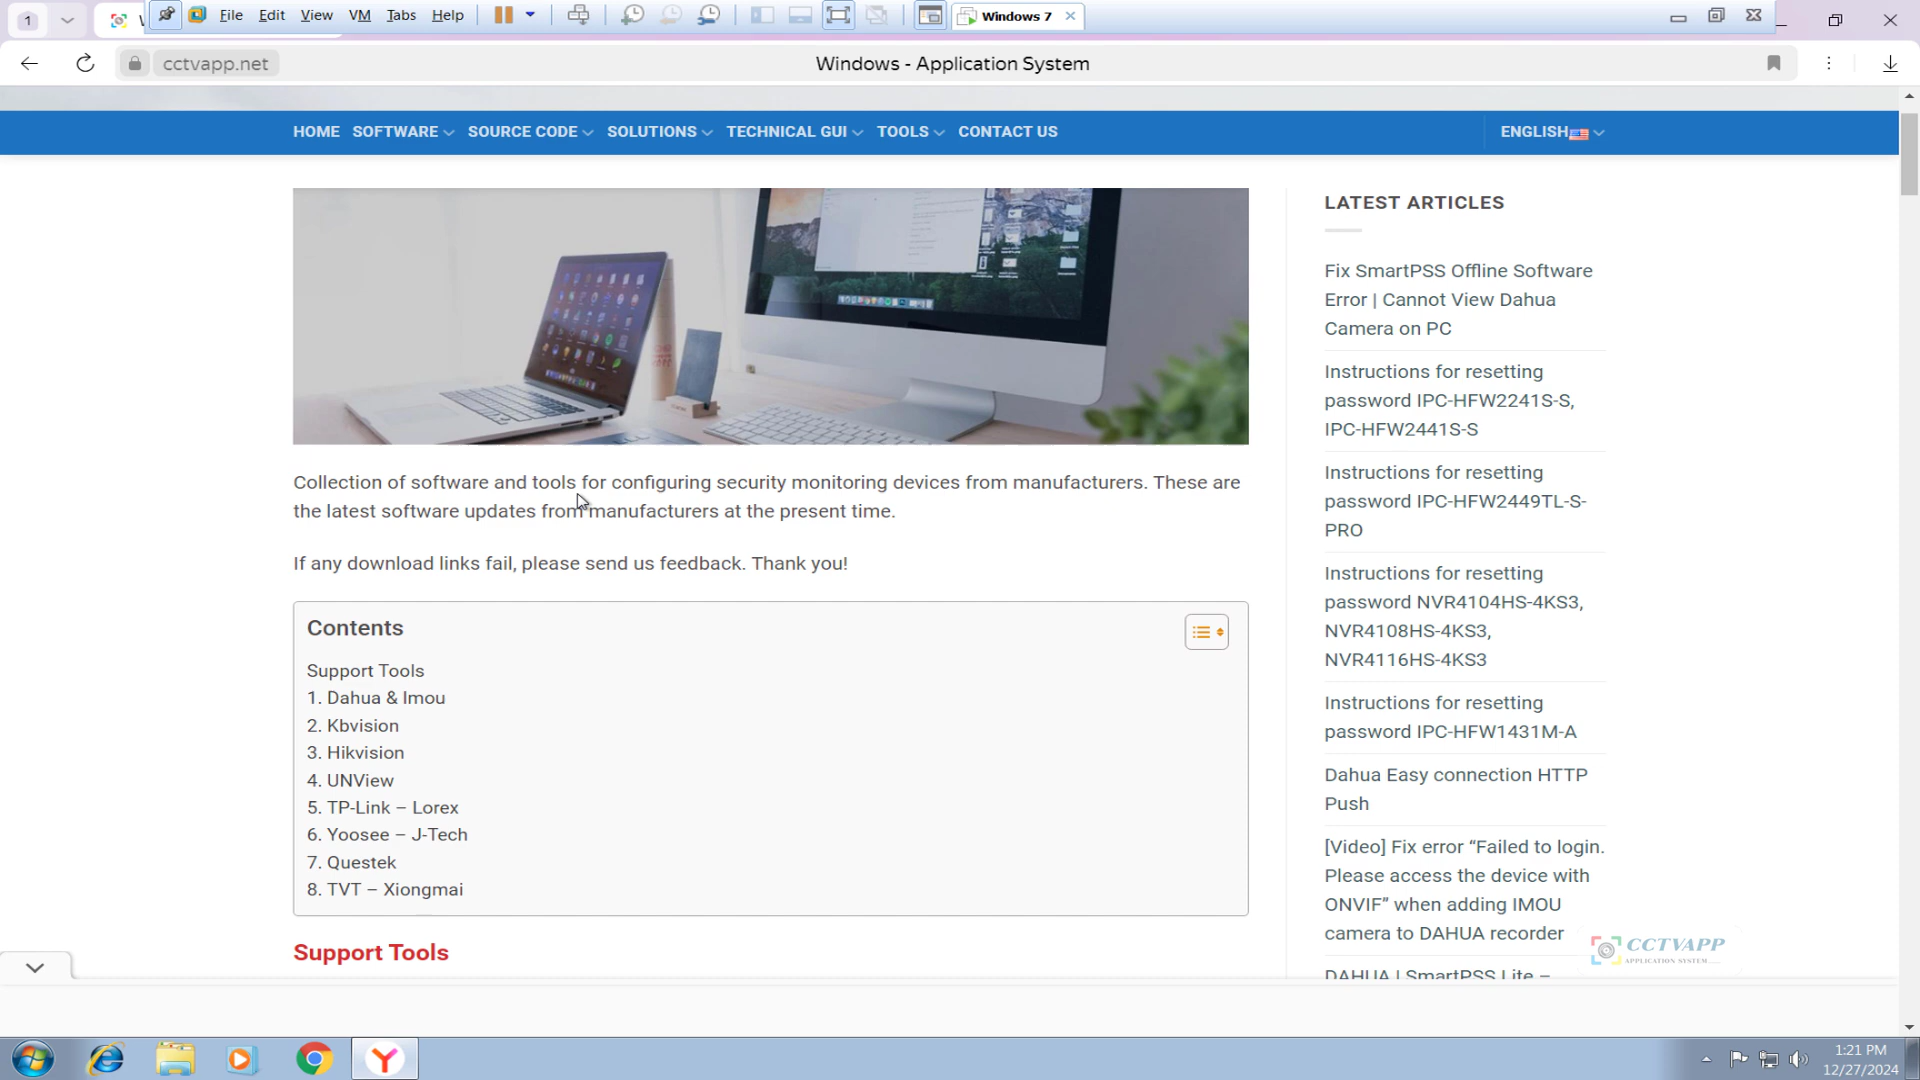 1
File Edit View VM Tabs Help
Windows 7
cctvapp.net
Windows - Application System
HOME SOFTWARE SOURCE CODE SOLUTIONS TECHNICAL GUI TOOLS CONTACT US
ENGLISH
Collection of software and tools for configuring security monitoring devices from manufacturers. These are
the latest software updates from manufacturers at the present time.
If any download links fail, please send us feedback. Thank you!
Contents
Support Tools
1. Dahua & Imou
2. Kbvision
3. Hikvision
4. UNView
5. TP-Link – Lorex
6. Yoosee – J-Tech
7. Questek
8. TVT – Xiongmai
Support Tools
LATEST ARTICLES
Fix SmartPSS Offline Software
Error | Cannot View Dahua
Camera on PC
Instructions for resetting
password IPC-HFW2241S-S,
IPC-HFW2441S-S
Instructions for resetting
password IPC-HFW2449TL-S-
PRO
Instructions for resetting
password NVR4104HS-4KS3,
NVR4108HS-4KS3,
NVR4116HS-4KS3
Instructions for resetting
password IPC-HFW1431M-A
Dahua Easy connection HTTP
Push
[Video] Fix error “Failed to login.
Please access the device with
ONVIF” when adding IMOU
camera to DAHUA recorder
DAHUA | SmartPSS Lite –
CCTVAPP
APPLICATION SYSTEM
1:21 PM
12/27/2024